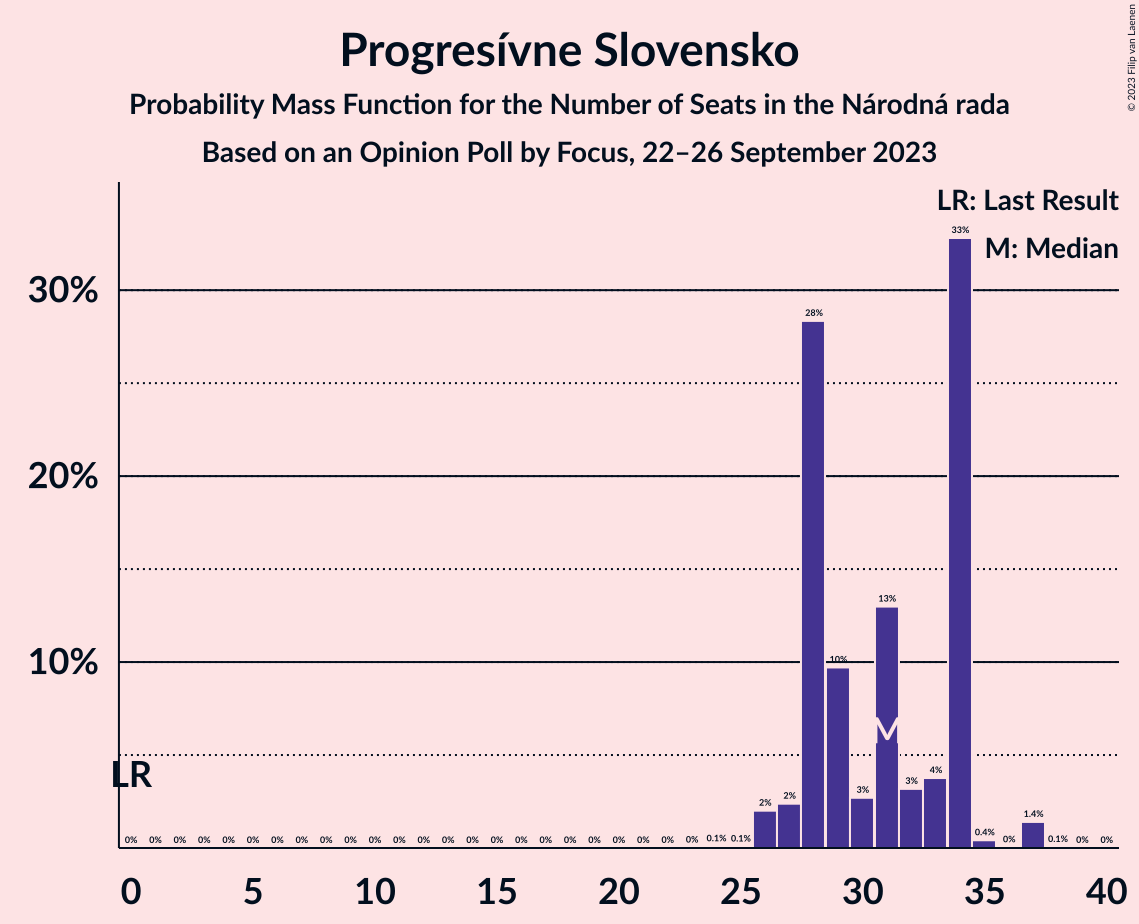 © 2023 Filip van Laenen
Progresívne Slovensko
Probability Mass Function for the Number of Seats in the Národná rada
Based on an Opinion Poll by Focus, 22–26 September 2023
LR: Last Result
M: Median
30%
20%
10%
LR
M
0% 0% 0% 0% 0% 0% 0% 0% 0% 0% 0% 0% 0% 0% 0% 0% 0% 0% 0% 0% 0% 0% 0% 0% 0.1% 0.1% 2% 2% 28% 10% 3% 13% 3% 4% 33% 0.4% 0% 1.4% 0.1% 0% 0%
0 5 10 15 20 25 30 35 40